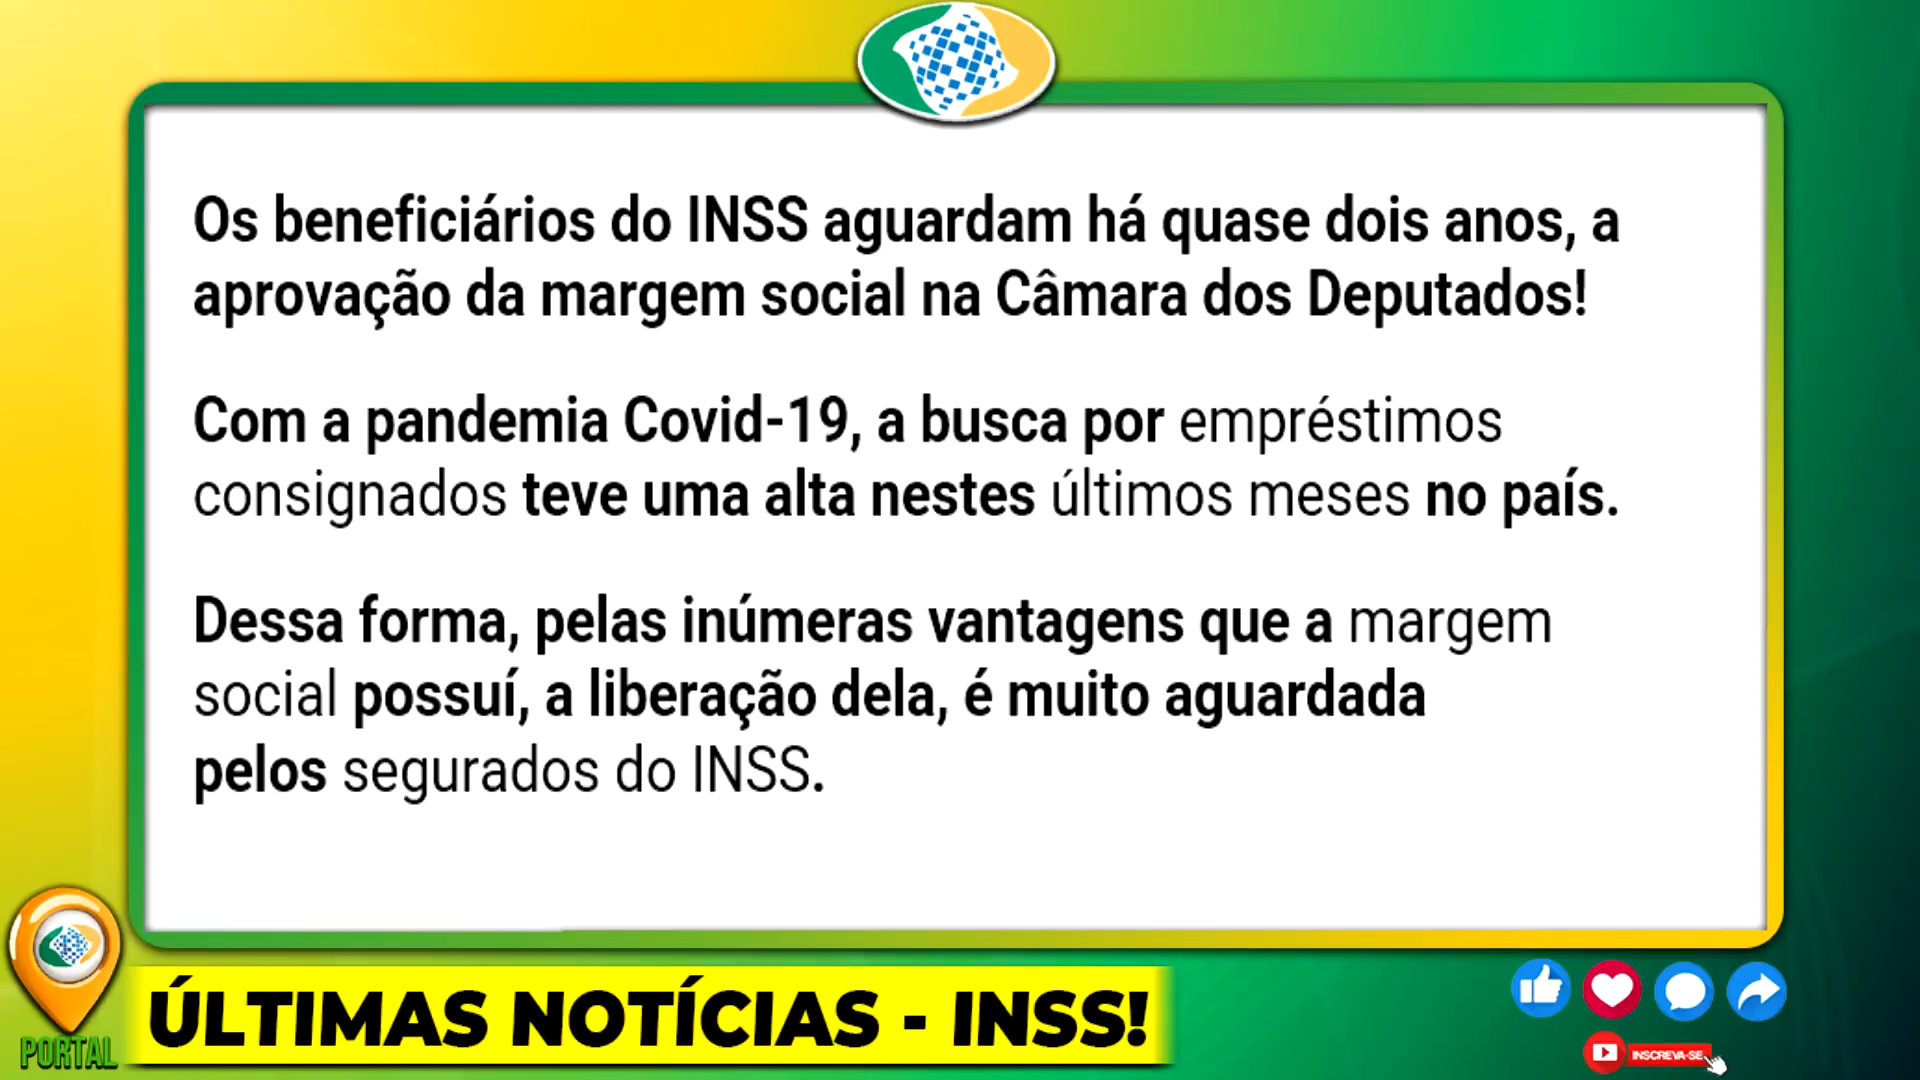 Os beneficiários do INSS aguardam há quase dois anos, a
aprovação da margem social na Câmara dos Deputados!
Com a pandemia Covid-19, a busca por empréstimos
consignados teve uma alta nestes últimos meses no país.
Dessa forma, pelas inúmeras vantagens que a margem
social possuí, a liberação dela, é muito aguardada
pelos segurados do INSS.
ÚLTIMAS NOTÍCIAS - INSS!
PORTAL
INSCREVA-SE